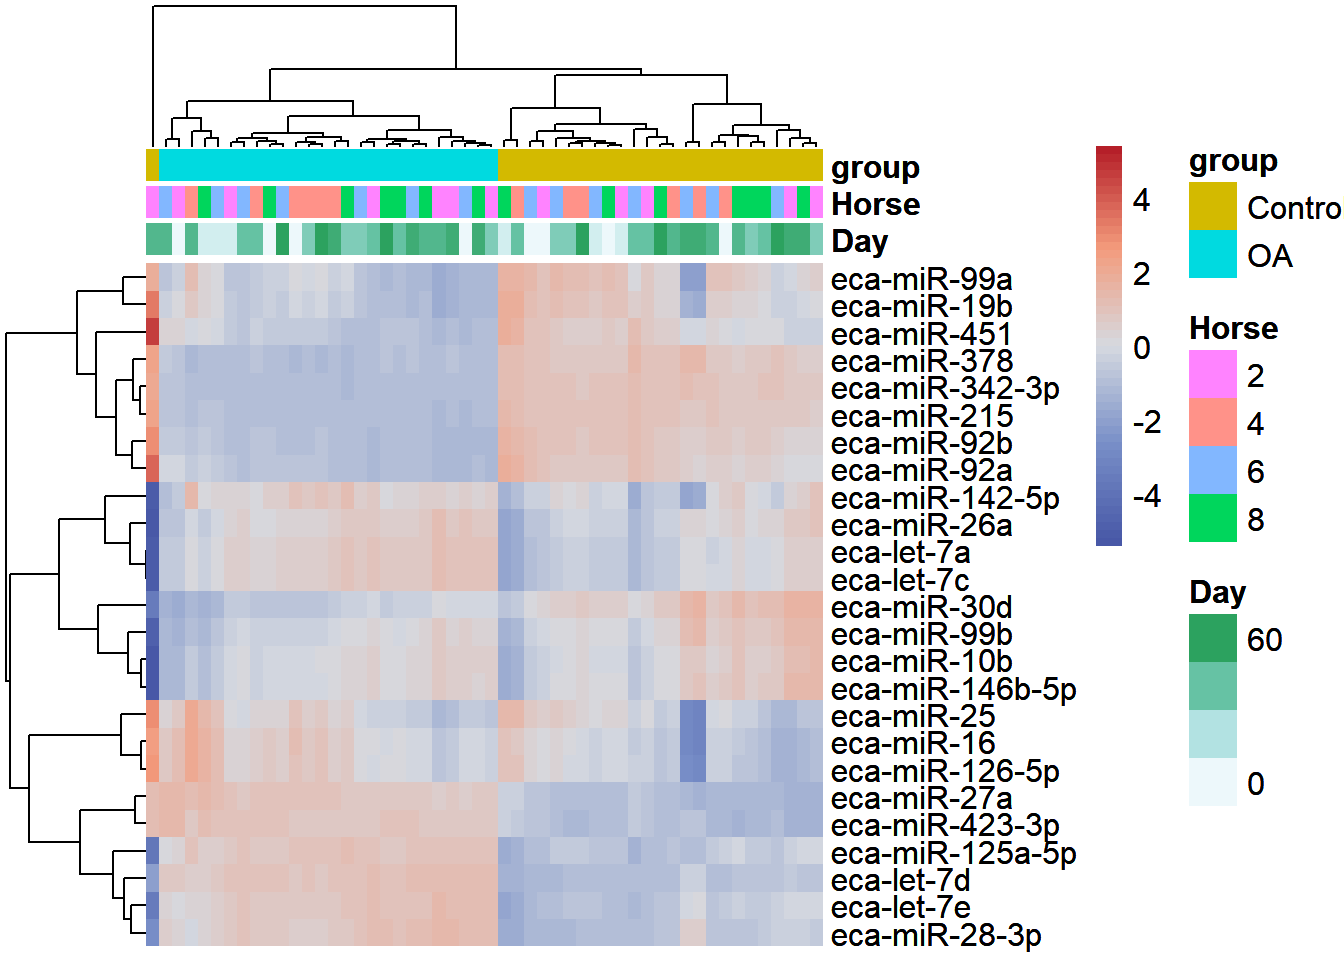 group
Horse
Day
eca-miR-99a
eca-miR-19b
eca-miR-451
eca-miR-378
eca-miR-342-3p
eca-miR-215
eca-miR-92b
eca-miR-92a
eca-miR-142-5p
eca-miR-26a
eca-let-7a
eca-let-7c
eca-miR-30d
eca-miR-99b
eca-miR-10b
eca-miR-146b-5p
eca-miR-25
eca-miR-16
eca-miR-126-5p
eca-miR-27a
eca-miR-423-3p
eca-miR-125a-5p
eca-let-7d
eca-let-7e
eca-miR-28-3p
4
2
0
-2
-4
group
Contro
OA
Horse
2
4
6
8
Day
60
0